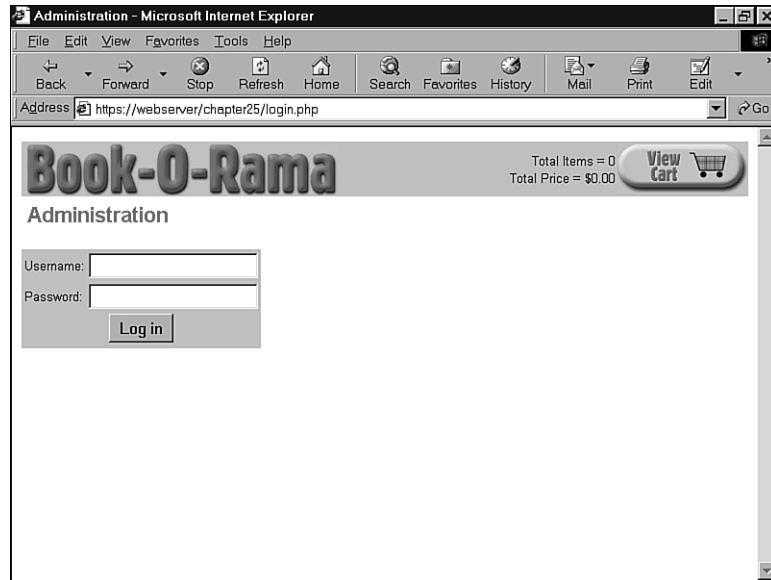 Administration - Microsoft Internet Explorer
File Edit View Favorites Tools Help
Back Forward Stop Refresh Home Search Favorites History Mail Print Edit
Address https://webserver/chapter25/login.php Go
Book-O-Rama
Total Items = 0
Total Price = $0.00
View
Cart
Administration
Username:
Password:
Log in